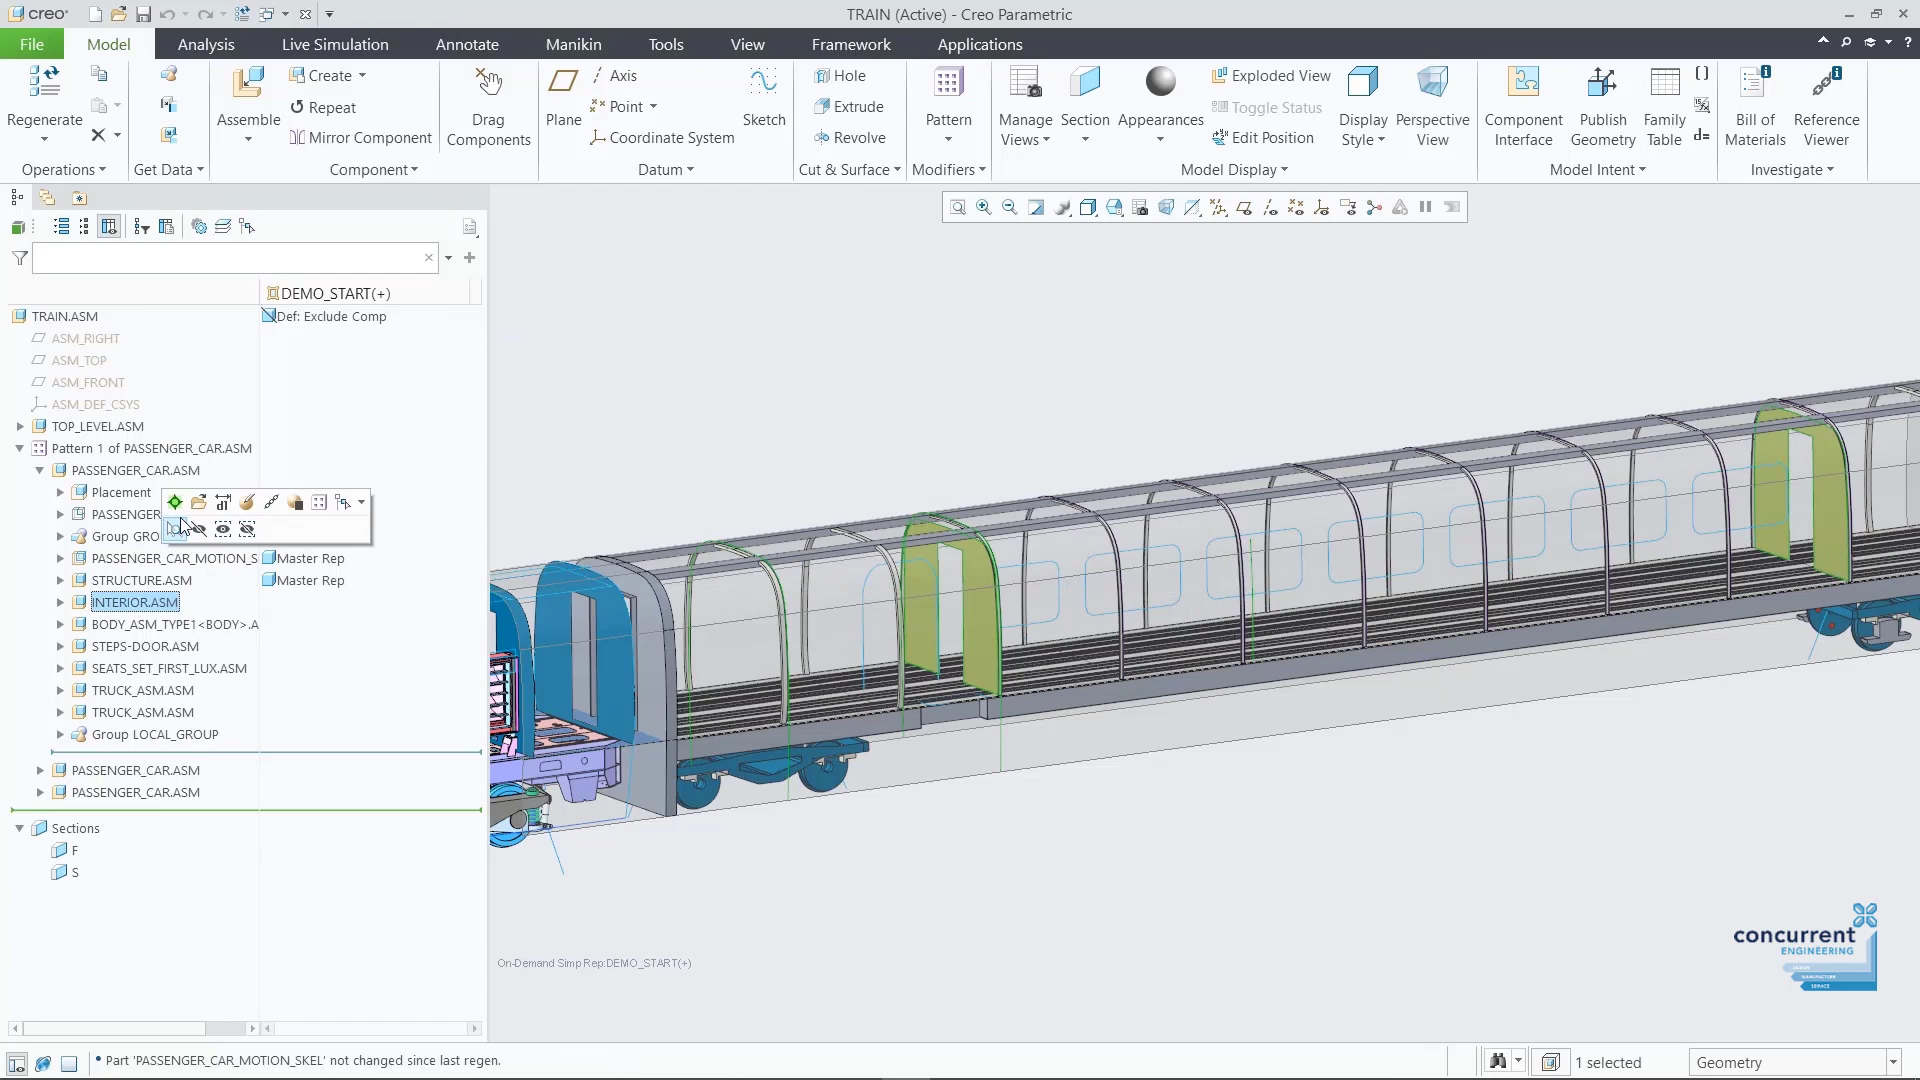 creo
TRAIN (Active) - Creo Parametric
File
Model
Analysis
Live Simulation
Annotate
Manikin
Tools
View
Framework
Applications
Regenerate
Operations
Get Data
Assemble
Create
Repeat
Mirror Component
Component
Drag Components
Plane
Axis
Point
Coordinate System
Sketch
Datum
Hole
Extrude
Revolve
Cut & Surface
Pattern
Modifiers
Manage Views
Section
Appearances
Exploded View
Toggle Status
Edit Position
Display Style
Perspective View
Model Display
Component Interface
Publish Geometry
Family Table
Model Intent
Bill of Materials
Reference Viewer
Investigate
DEMO_START(+)
TRAIN.ASM
Def: Exclude Comp
ASM_RIGHT
ASM_TOP
ASM_FRONT
ASM_DEF_CSYS
TOP_LEVEL.ASM
Pattern 1 of PASSENGER_CAR.ASM
PASSENGER_CAR.ASM
Placement
PASSENGER
Group GRO
PASSENGER_CAR_MOTION_S
Master Rep
STRUCTURE.ASM
Master Rep
INTERIOR.ASM
BODY_ASM_TYPE1<BODY>.A
STEPS-DOOR.ASM
SEATS_SET_FIRST_LUX.ASM
TRUCK_ASM.ASM
TRUCK_ASM.ASM
Group LOCAL_GROUP
PASSENGER_CAR.ASM
PASSENGER_CAR.ASM
Sections
F
S
On-Demand Simp Rep:DEMO_START(+)
concurrent
ENGINEERING
DESIGN
MANUFACTURE
SERVICE
• Part 'PASSENGER_CAR_MOTION_SKEL' not changed since last regen.
1 selected
Geometry